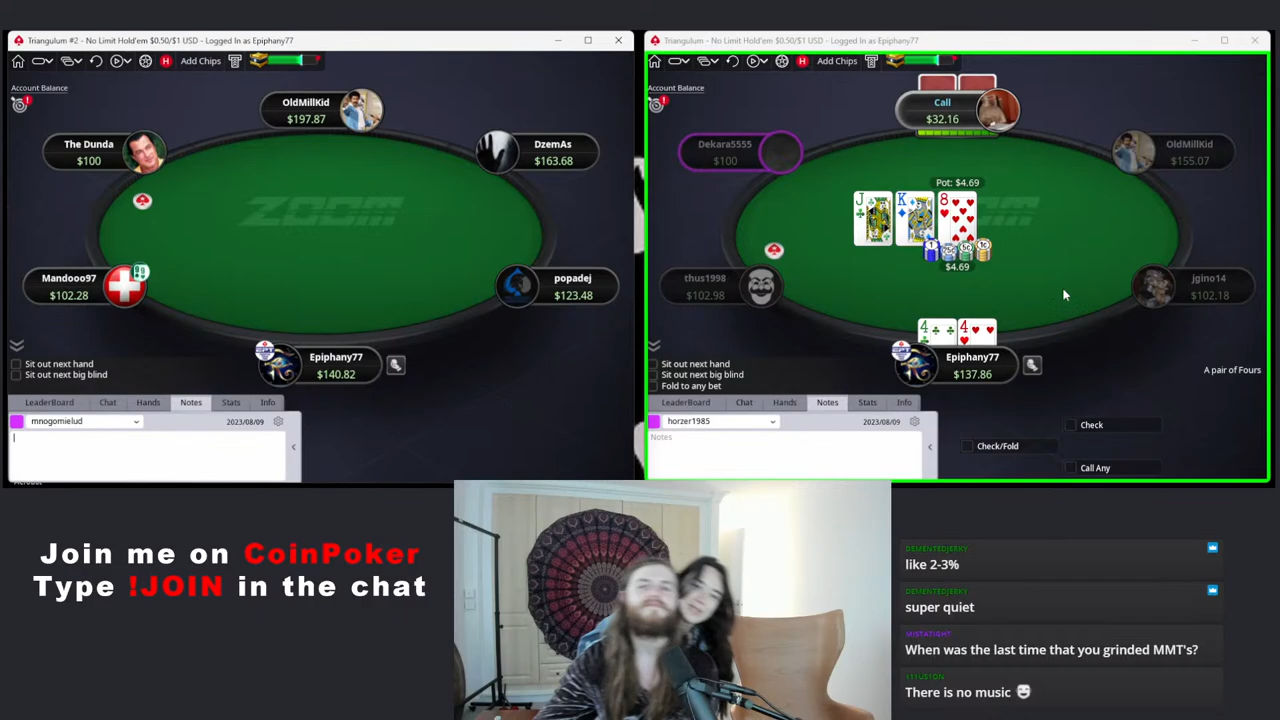 Triangulum #2 - No Limit Hold'em $0.50/$1 USD - Logged In as Epiphany77
Add Chips
Account Balance
OldMillKid
$197.87
The Dunda
$100
DzemAs
$163.68
ZOOM
Mandooo97
$102.28
popadej
$123.48
Epiphany77
$140.82
Sit out next hand
Sit out next big blind
LeaderBoard
Chat
Hands
Notes
Stats
Info
mnogomielud
2023/08/09
Triangulum - No Limit Hold'em $0.50/$1 USD - Logged In as Epiphany77
Add Chips
Account Balance
Call
$32.16
Dekara5555
$100
OldMillKid
$155.07
Pot: $4.69
J
K
8
$4.69
thus1998
$102.98
jgino14
$102.18
4
4
Epiphany77
$137.86
Sit out next hand
Sit out next big blind
Fold to any bet
A pair of Fours
LeaderBoard
Chat
Hands
Notes
Stats
Info
horzer1985
2023/08/09
Notes
Check
Check/Fold
Call Any
Join me on CoinPoker
Type !JOIN in the chat
DEMENTEDJERKY
like 2-3%
DEMENTEDJERKY
super quiet
MISTATIGHT
When was the last time that you grinded MMT's?
There is no music